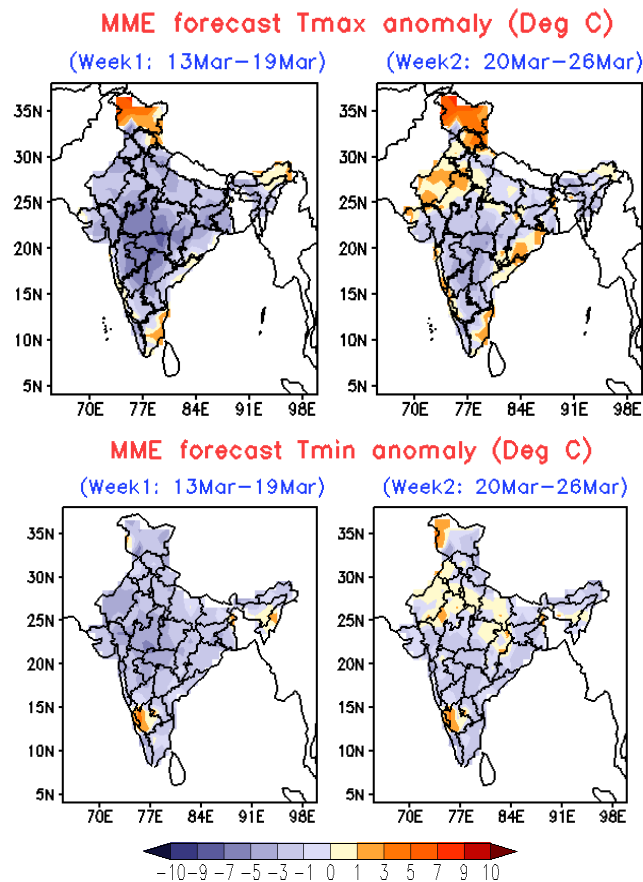 MME forecast Tmax anomaly (Deg C)
(Week1: 13Mar−19Mar) (Week2: 20Mar−26Mar)
35N 35N
30N 30N
25N 25N
20N 20N
15N 15N
10N 10N
5N 5N
70E 77E 84E 91E 98E 70E 77E 84E 91E 98E
MME forecast Tmin anomaly (Deg C)
(Week1: 13Mar−19Mar) (Week2: 20Mar−26Mar)
35N 35N
30N 30N
25N 25N
20N 20N
15N 15N
10N 10N
5N 5N
70E 77E 84E 91E 98E 70E 77E 84E 91E 98E
−10 −9 −7 −5 −3 −1 0 1 3 5 7 9 10